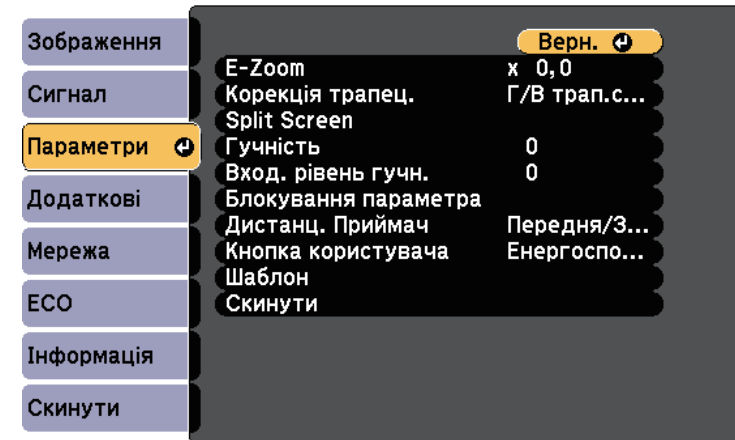 Зображення
Сигнал
Параметри
Додаткові
Мережа
ECO
Інформація
Скинути
Верн.
E-Zoom x 0,0
Корекція трапец. Г/В трап.с...
Split Screen
Гучність 0
Вход. рівень гучн. 0
Блокування параметра
Дистанц. Приймач Передня/З...
Кнопка користувача Енергоспо...
Шаблон
Скинути